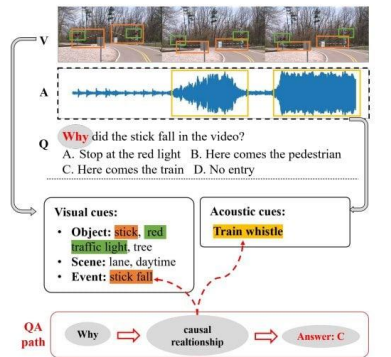 V
A
Q
Why did the stick fall in the video?
A. Stop at the red light B. Here comes the pedestrian
C. Here comes the train D. No entry
Visual cues:
• Object: stick, red
traffic light, tree
• Scene: lane, daytime
• Event: stick fall
Acoustic cues:
Train whistle
QA
path
Why
causal
realtionship
Answer: C